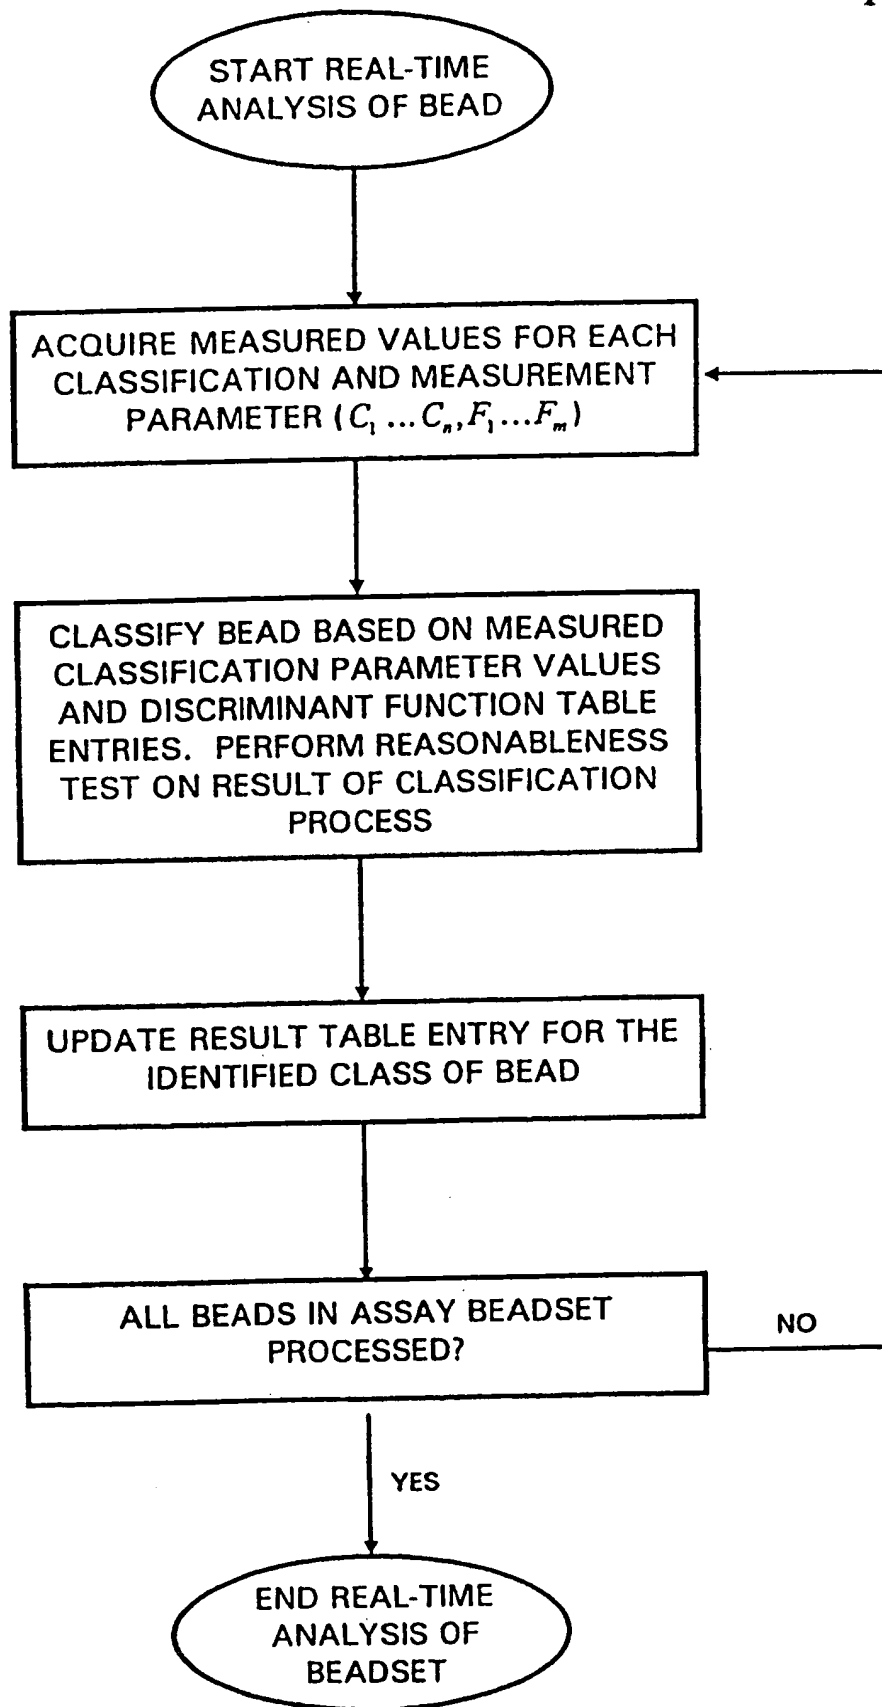 START REAL-TIME
ANALYSIS OF BEAD
ACQUIRE MEASURED VALUES FOR EACH
CLASSIFICATION AND MEASUREMENT
PARAMETER (C₁ ...Cₙ,F₁...Fₘ)
CLASSIFY BEAD BASED ON MEASURED
CLASSIFICATION PARAMETER VALUES
AND DISCRIMINANT FUNCTION TABLE
ENTRIES. PERFORM REASONABLENESS
TEST ON RESULT OF CLASSIFICATION
PROCESS
UPDATE RESULT TABLE ENTRY FOR THE
IDENTIFIED CLASS OF BEAD
ALL BEADS IN ASSAY BEADSET
PROCESSED?
NO
YES
END REAL-TIME
ANALYSIS OF
BEADSET